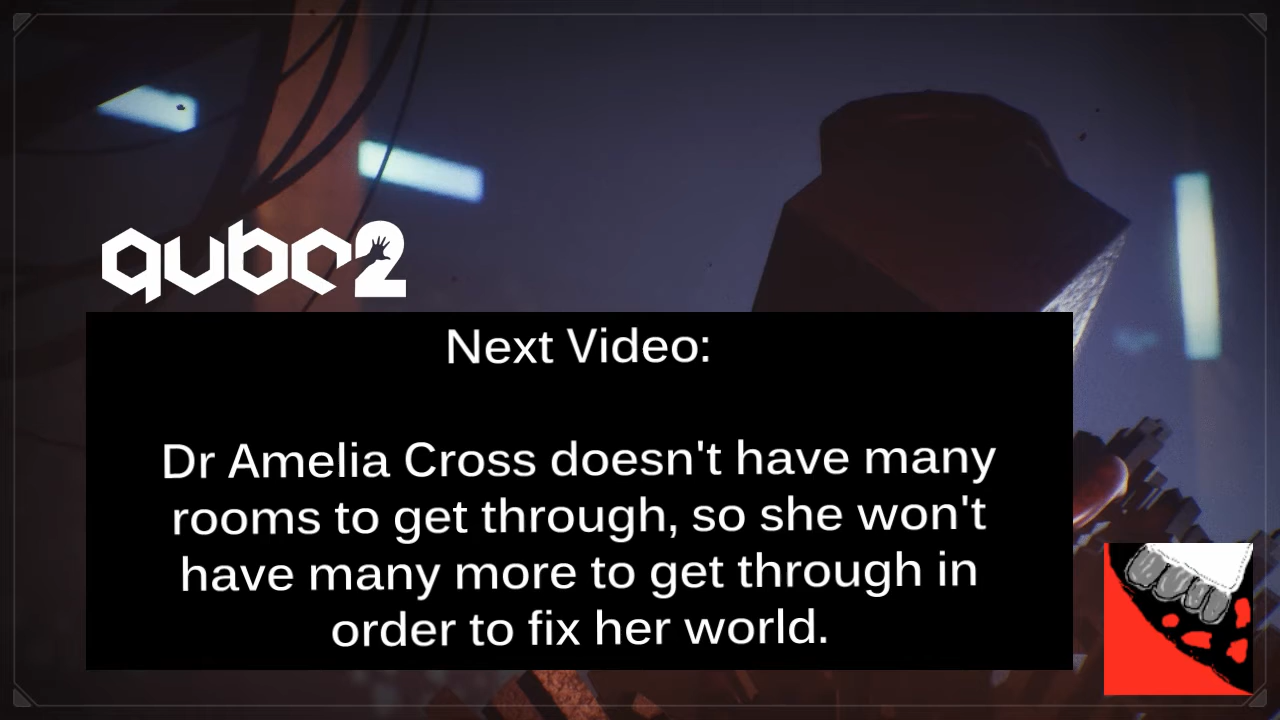 qube2
Next Video:
Dr Amelia Cross doesn't have many
rooms to get through, so she won't
have many more to get through in
order to fix her world.